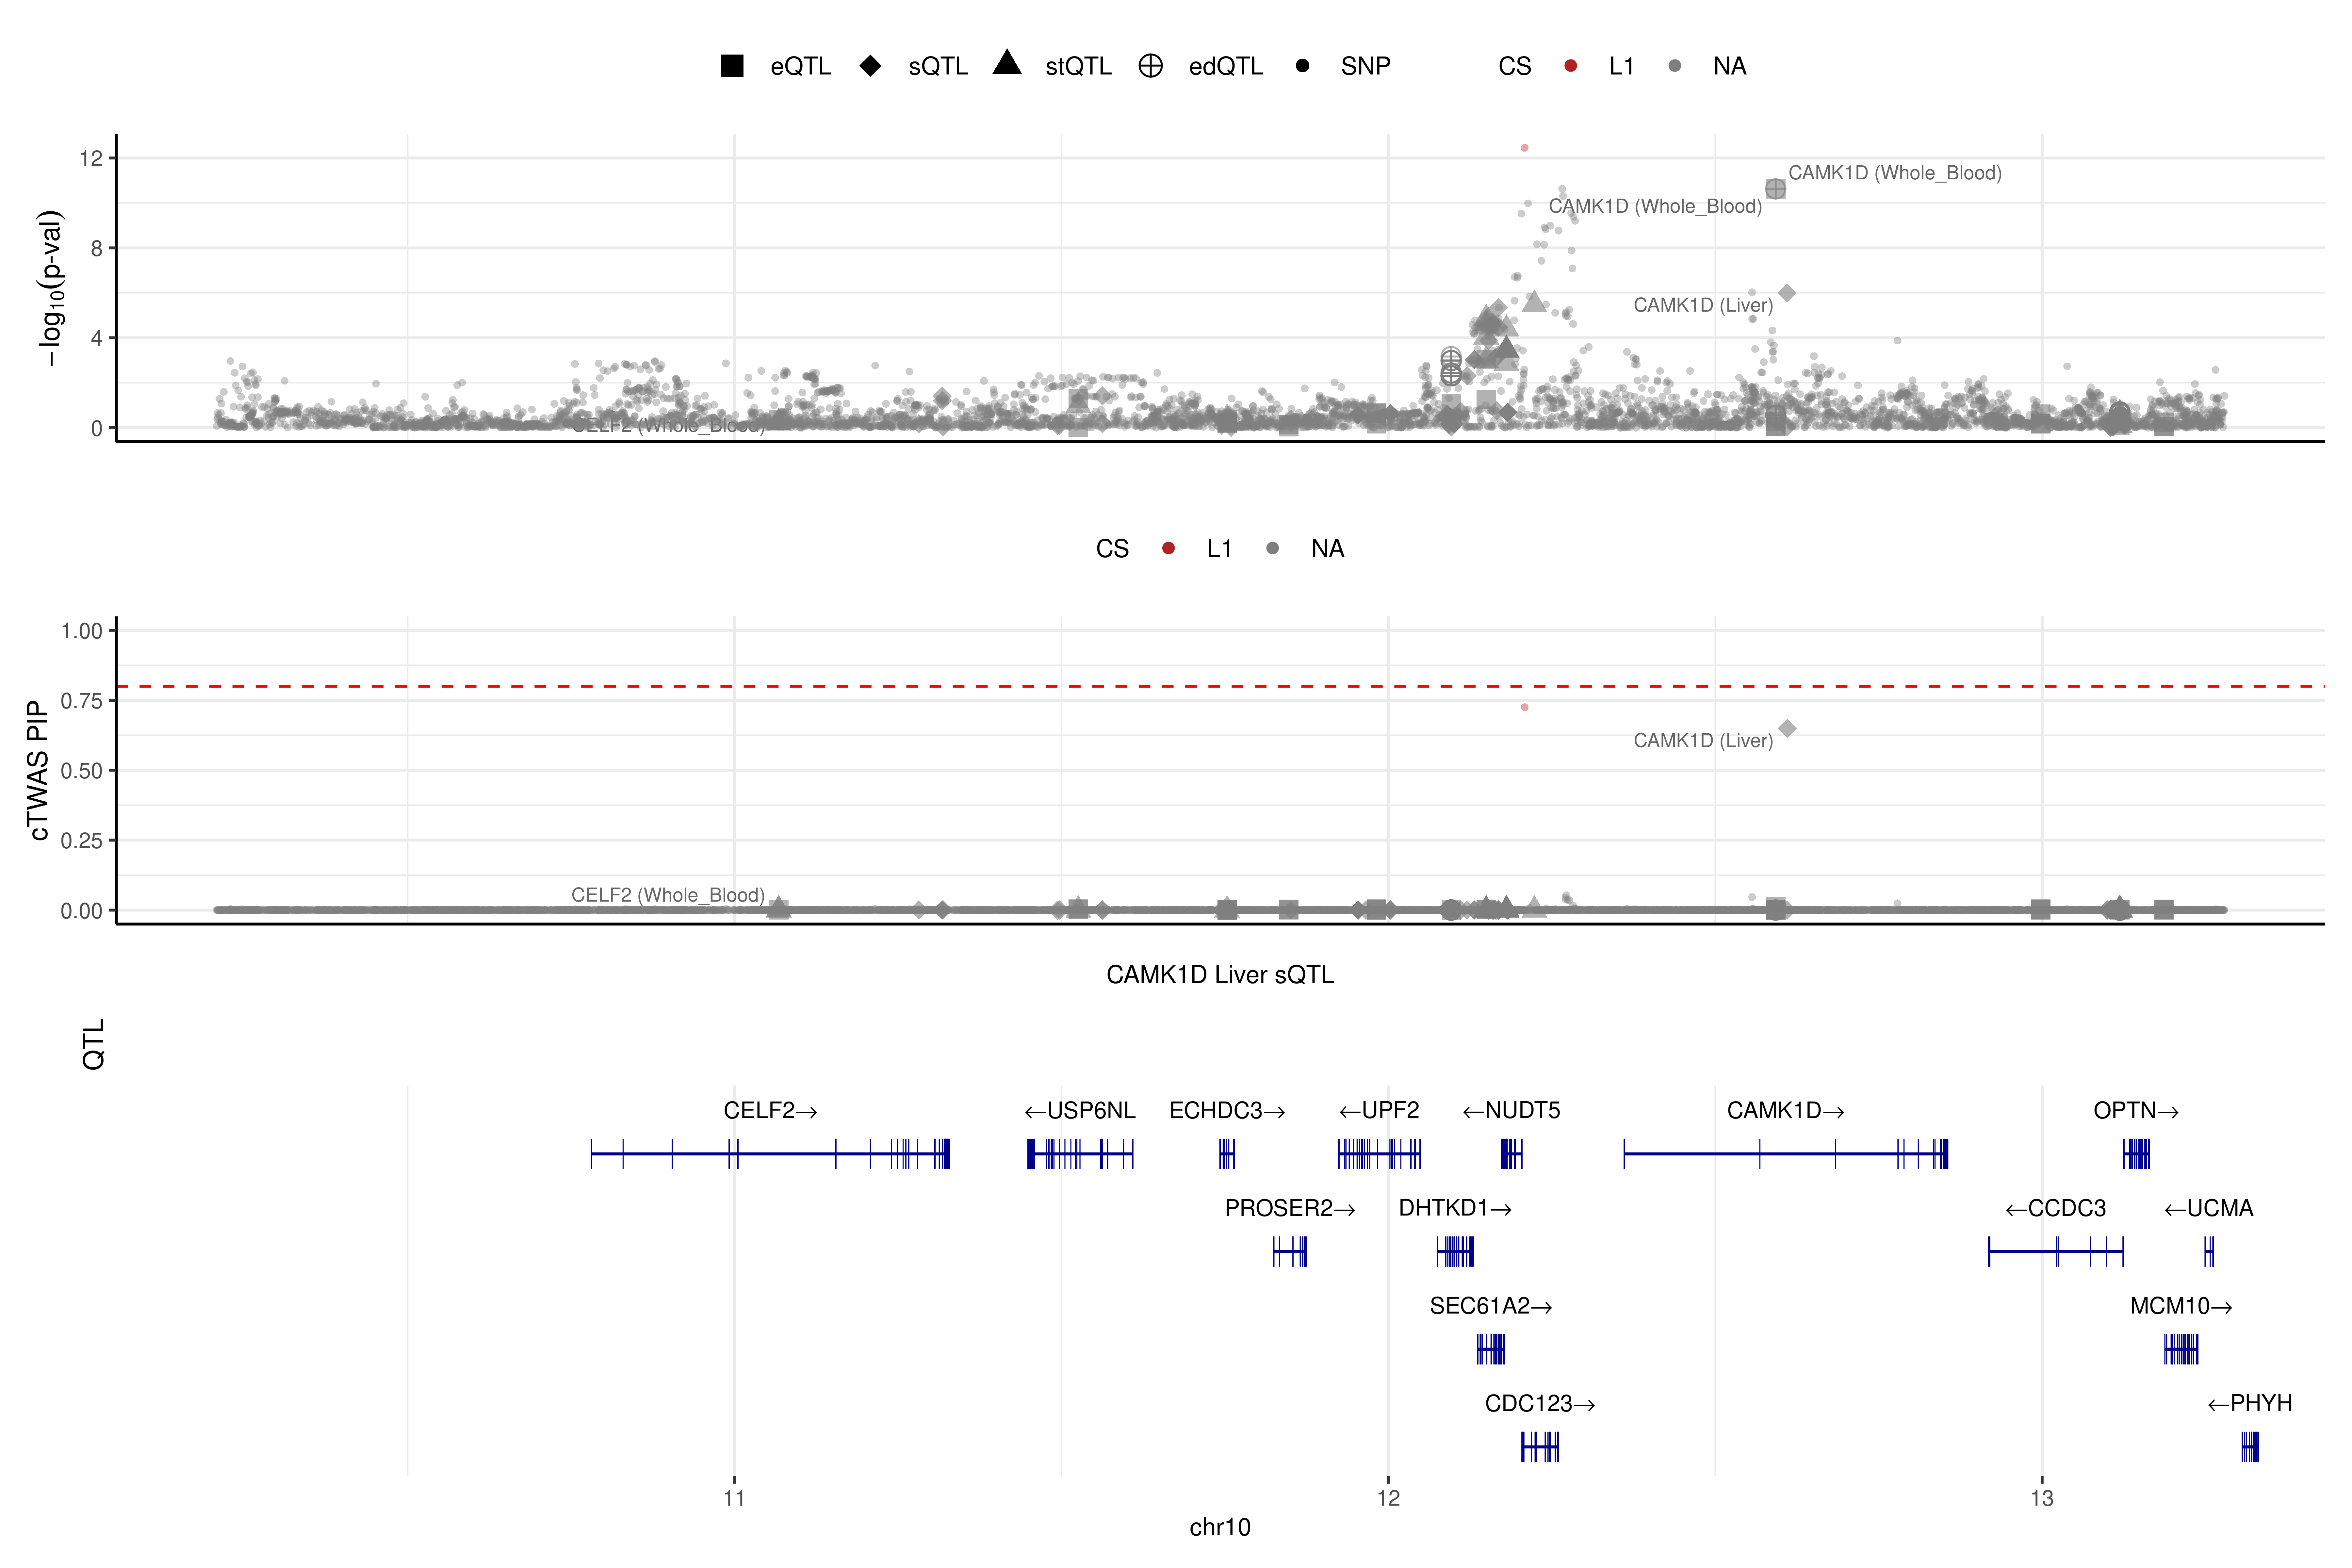 eQTL sQTL stQTL edQTL SNP CS L1 NA
−log10(p-val)
12
8
4
0
CAMK1D (Whole_Blood)
CAMK1D (Whole_Blood)
CAMK1D (Liver)
CELF2 (Whole_Blood)
CS L1 NA
cTWAS PIP
1.00
0.75
0.50
0.25
0.00
CAMK1D (Liver)
CELF2 (Whole_Blood)
CAMK1D Liver sQTL
QTL
CELF2→ ←USP6NL ECHDC3→ ←UPF2 ←NUDT5 CAMK1D→ OPTN→
PROSER2→ DHTKD1→ ←CCDC3 ←UCMA
SEC61A2→ MCM10→
CDC123→ ←PHYH
11 12 13
chr10